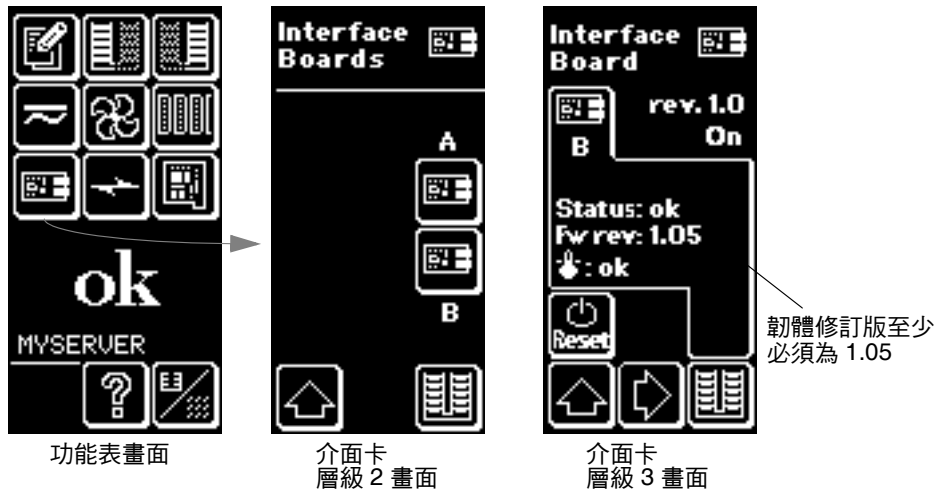 ok
MYSERVER
功能表畫面
Interface
Boards
A
B
介面卡
層級 2 畫面
Interface
Board
rev. 1.0
On
B
Status: ok
Fw rev: 1.05
: ok
Reset
介面卡
層級 3 畫面
韌體修訂版至少
必須為 1.05